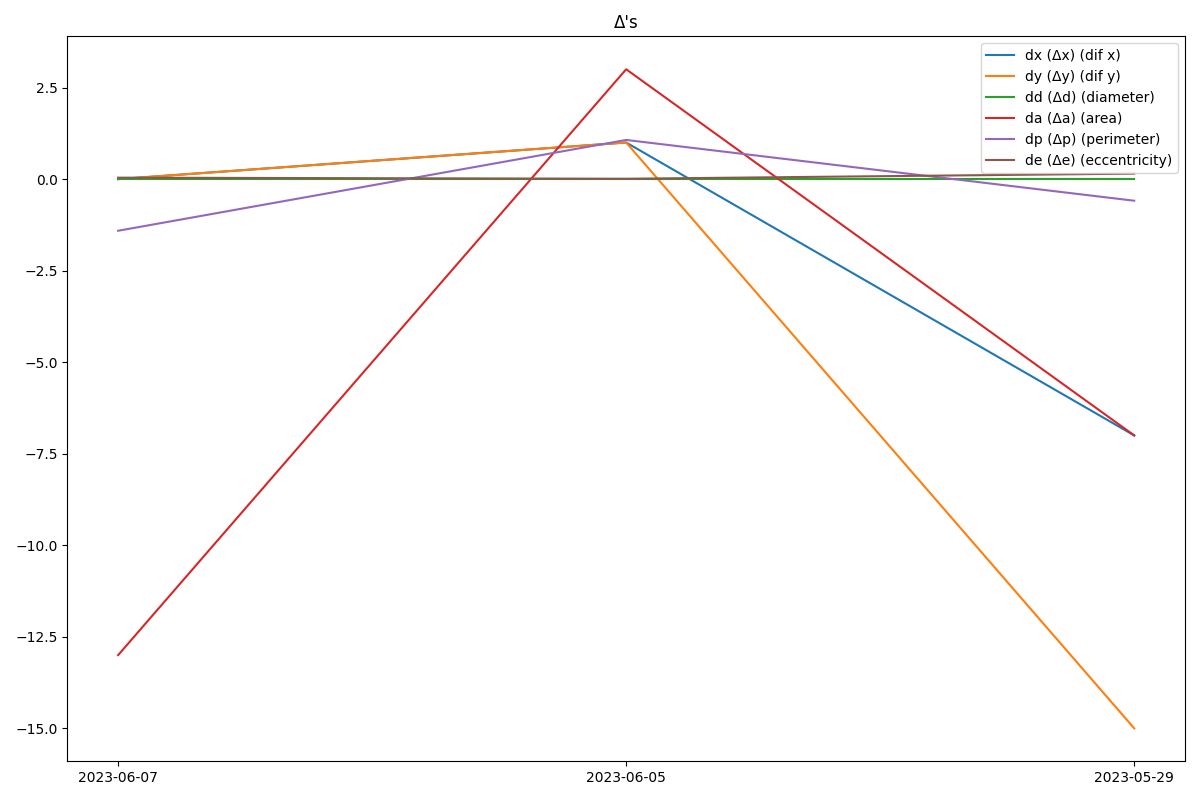 Δ's
dx (Δx) (dif x)
dy (Δy) (dif y)
dd (Δd) (diameter)
da (Δa) (area)
dp (Δp) (perimeter)
de (Δe) (eccentricity)
2.5
0.0
−2.5
−5.0
−7.5
−10.0
−12.5
−15.0
2023-06-07 2023-06-05 2023-05-29